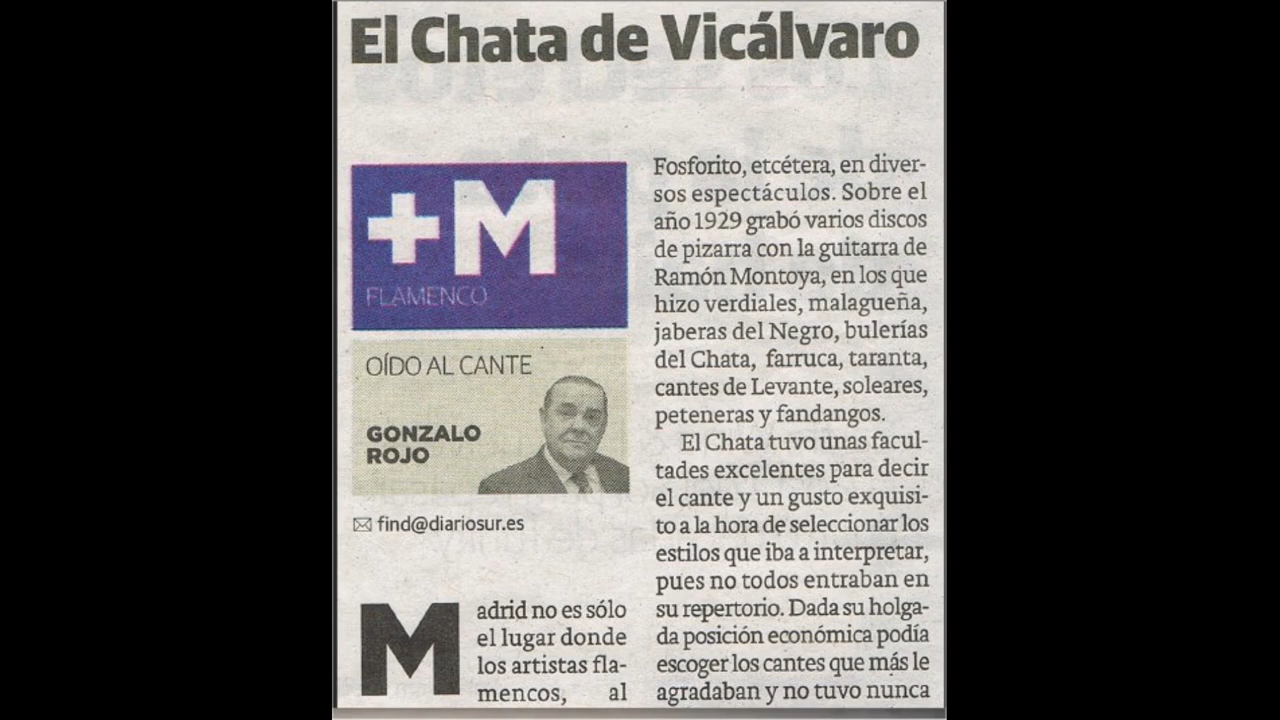 El Chata de Vicálvaro
+M
FLAMENCO
OÍDO AL CANTE
GONZALO
ROJO
find@diariosur.es
Madrid no es sólo
el lugar donde
los artistas fla-
mencos, al
Fosforito, etcétera, en diver-
sos espectáculos. Sobre el
año 1929 grabó varios discos
de pizarra con la guitarra de
Ramón Montoya, en los que
hizo verdiales, malagueña,
jaberas del Negro, bulerías
del Chata, farruca, taranta,
cantes de Levante, soleares,
peteneras y fandangos.
El Chata tuvo unas facul-
tades excelentes para decir
el cante y un gusto exquisi-
to a la hora de seleccionar los
estilos que iba a interpretar,
pues no todos entraban en
su repertorio. Dada su holga-
da posición económica podía
escoger los cantes que más le
agradaban y no tuvo nunca